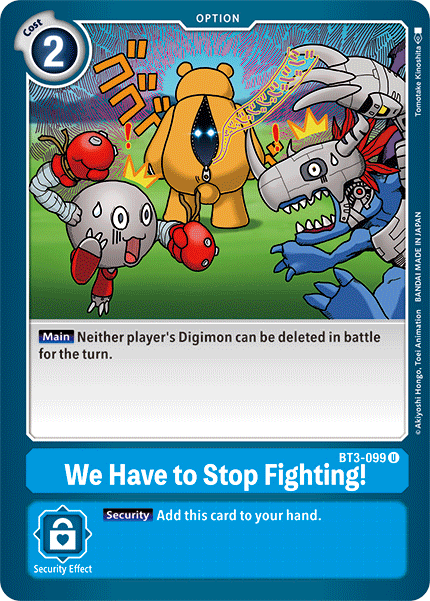 OPTION
Cost
2
ゴゴゴ
!
!
Tomotake Kinoshita
Main Neither player's Digimon can be deleted in battle
for the turn.
© Akiyoshi Hongo, Toei Animation BANDAI MADE IN JAPAN
BT3-099 U
We Have to Stop Fighting!
Security Add this card to your hand.
Security Effect